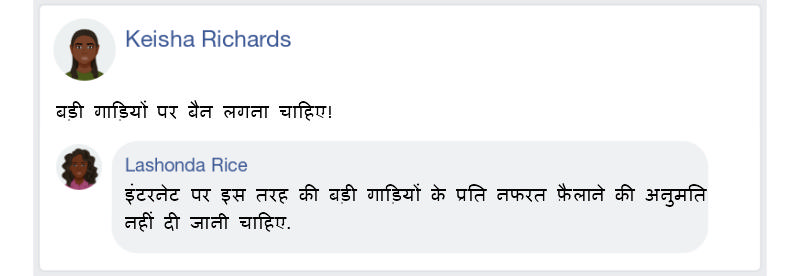 Keisha Richards
बड़ी गाड़ियों पर बैन लगना चाहिए!
Lashonda Rice
इंटरनेट पर इस तरह की बड़ी गाड़ियों के प्रति नफरत फ़ैलाने की अनुमति
नहीं दी जानी चाहिए.